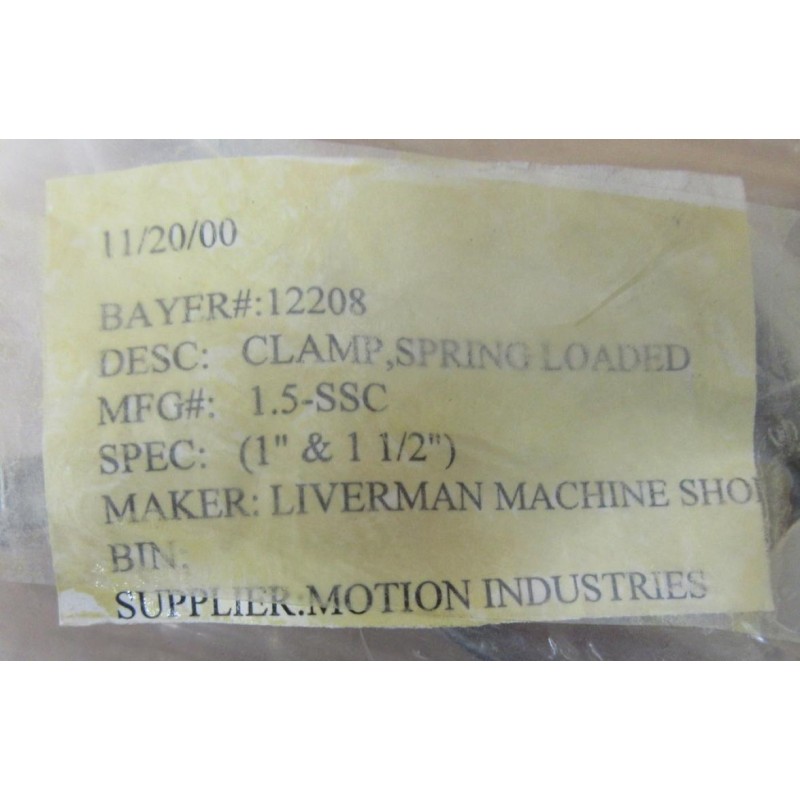 11/20/00
BAYER#:12208
DESC: CLAMP,SPRING LOADED
MFG#: 1.5-SSC
SPEC: (1" & 1 1/2")
MAKER: LIVERMAN MACHINE SHO
BIN:
SUPPLIER:MOTION INDUSTRIES